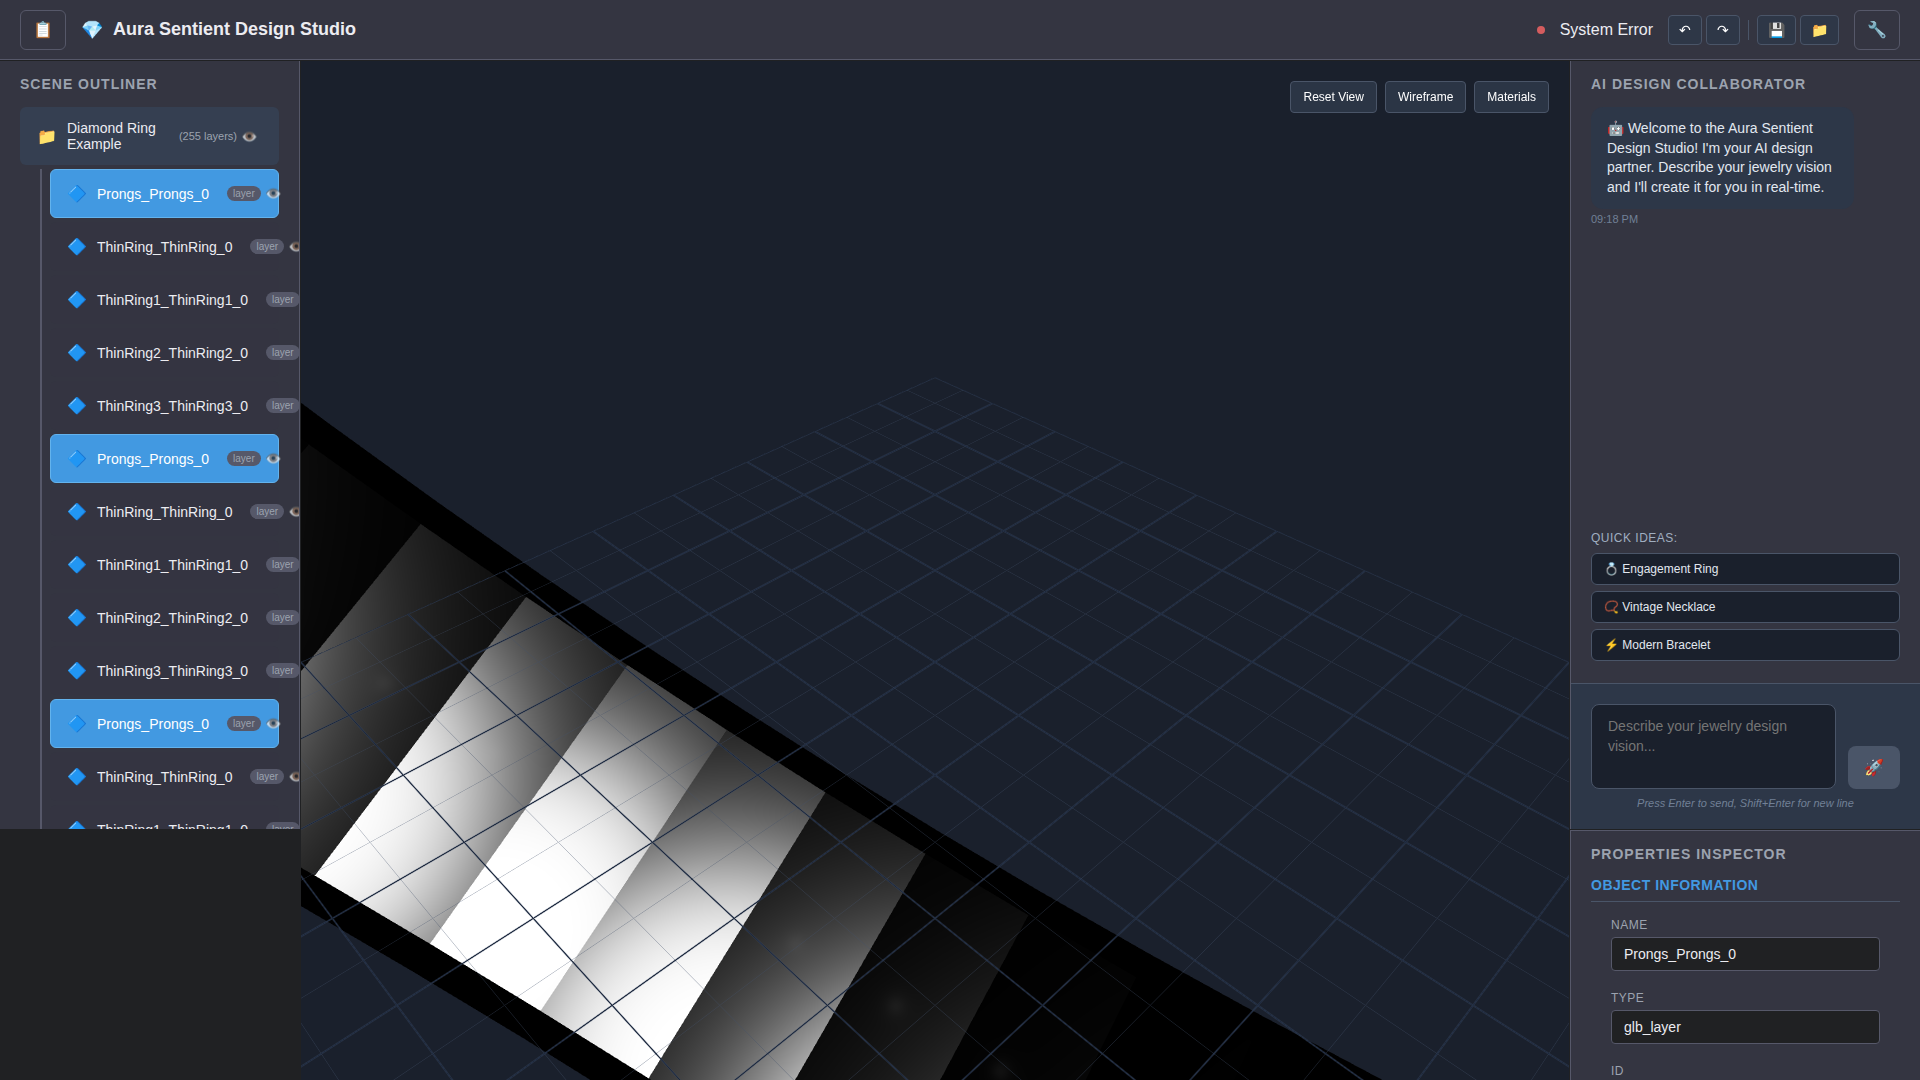 Aura Sentient Design Studio
System Error
SCENE OUTLINER
Diamond Ring
Example
(255 layers)
Prongs_Prongs_0 layer
ThinRing_ThinRing_0 layer
ThinRing1_ThinRing1_0 layer
ThinRing2_ThinRing2_0 layer
ThinRing3_ThinRing3_0 layer
Prongs_Prongs_0 layer
ThinRing_ThinRing_0 layer
ThinRing1_ThinRing1_0 layer
ThinRing2_ThinRing2_0 layer
ThinRing3_ThinRing3_0 layer
Prongs_Prongs_0 layer
ThinRing_ThinRing_0 layer
ThinRing1_ThinRing1_0 layer
Reset View
Wireframe
Materials
AI DESIGN COLLABORATOR
Welcome to the Aura Sentient
Design Studio! I'm your AI design
partner. Describe your jewelry vision
and I'll create it for you in real-time.
09:18 PM
QUICK IDEAS:
Engagement Ring
Vintage Necklace
Modern Bracelet
Describe your jewelry design
vision...
Press Enter to send, Shift+Enter for new line
PROPERTIES INSPECTOR
OBJECT INFORMATION
NAME
Prongs_Prongs_0
TYPE
glb_layer
ID